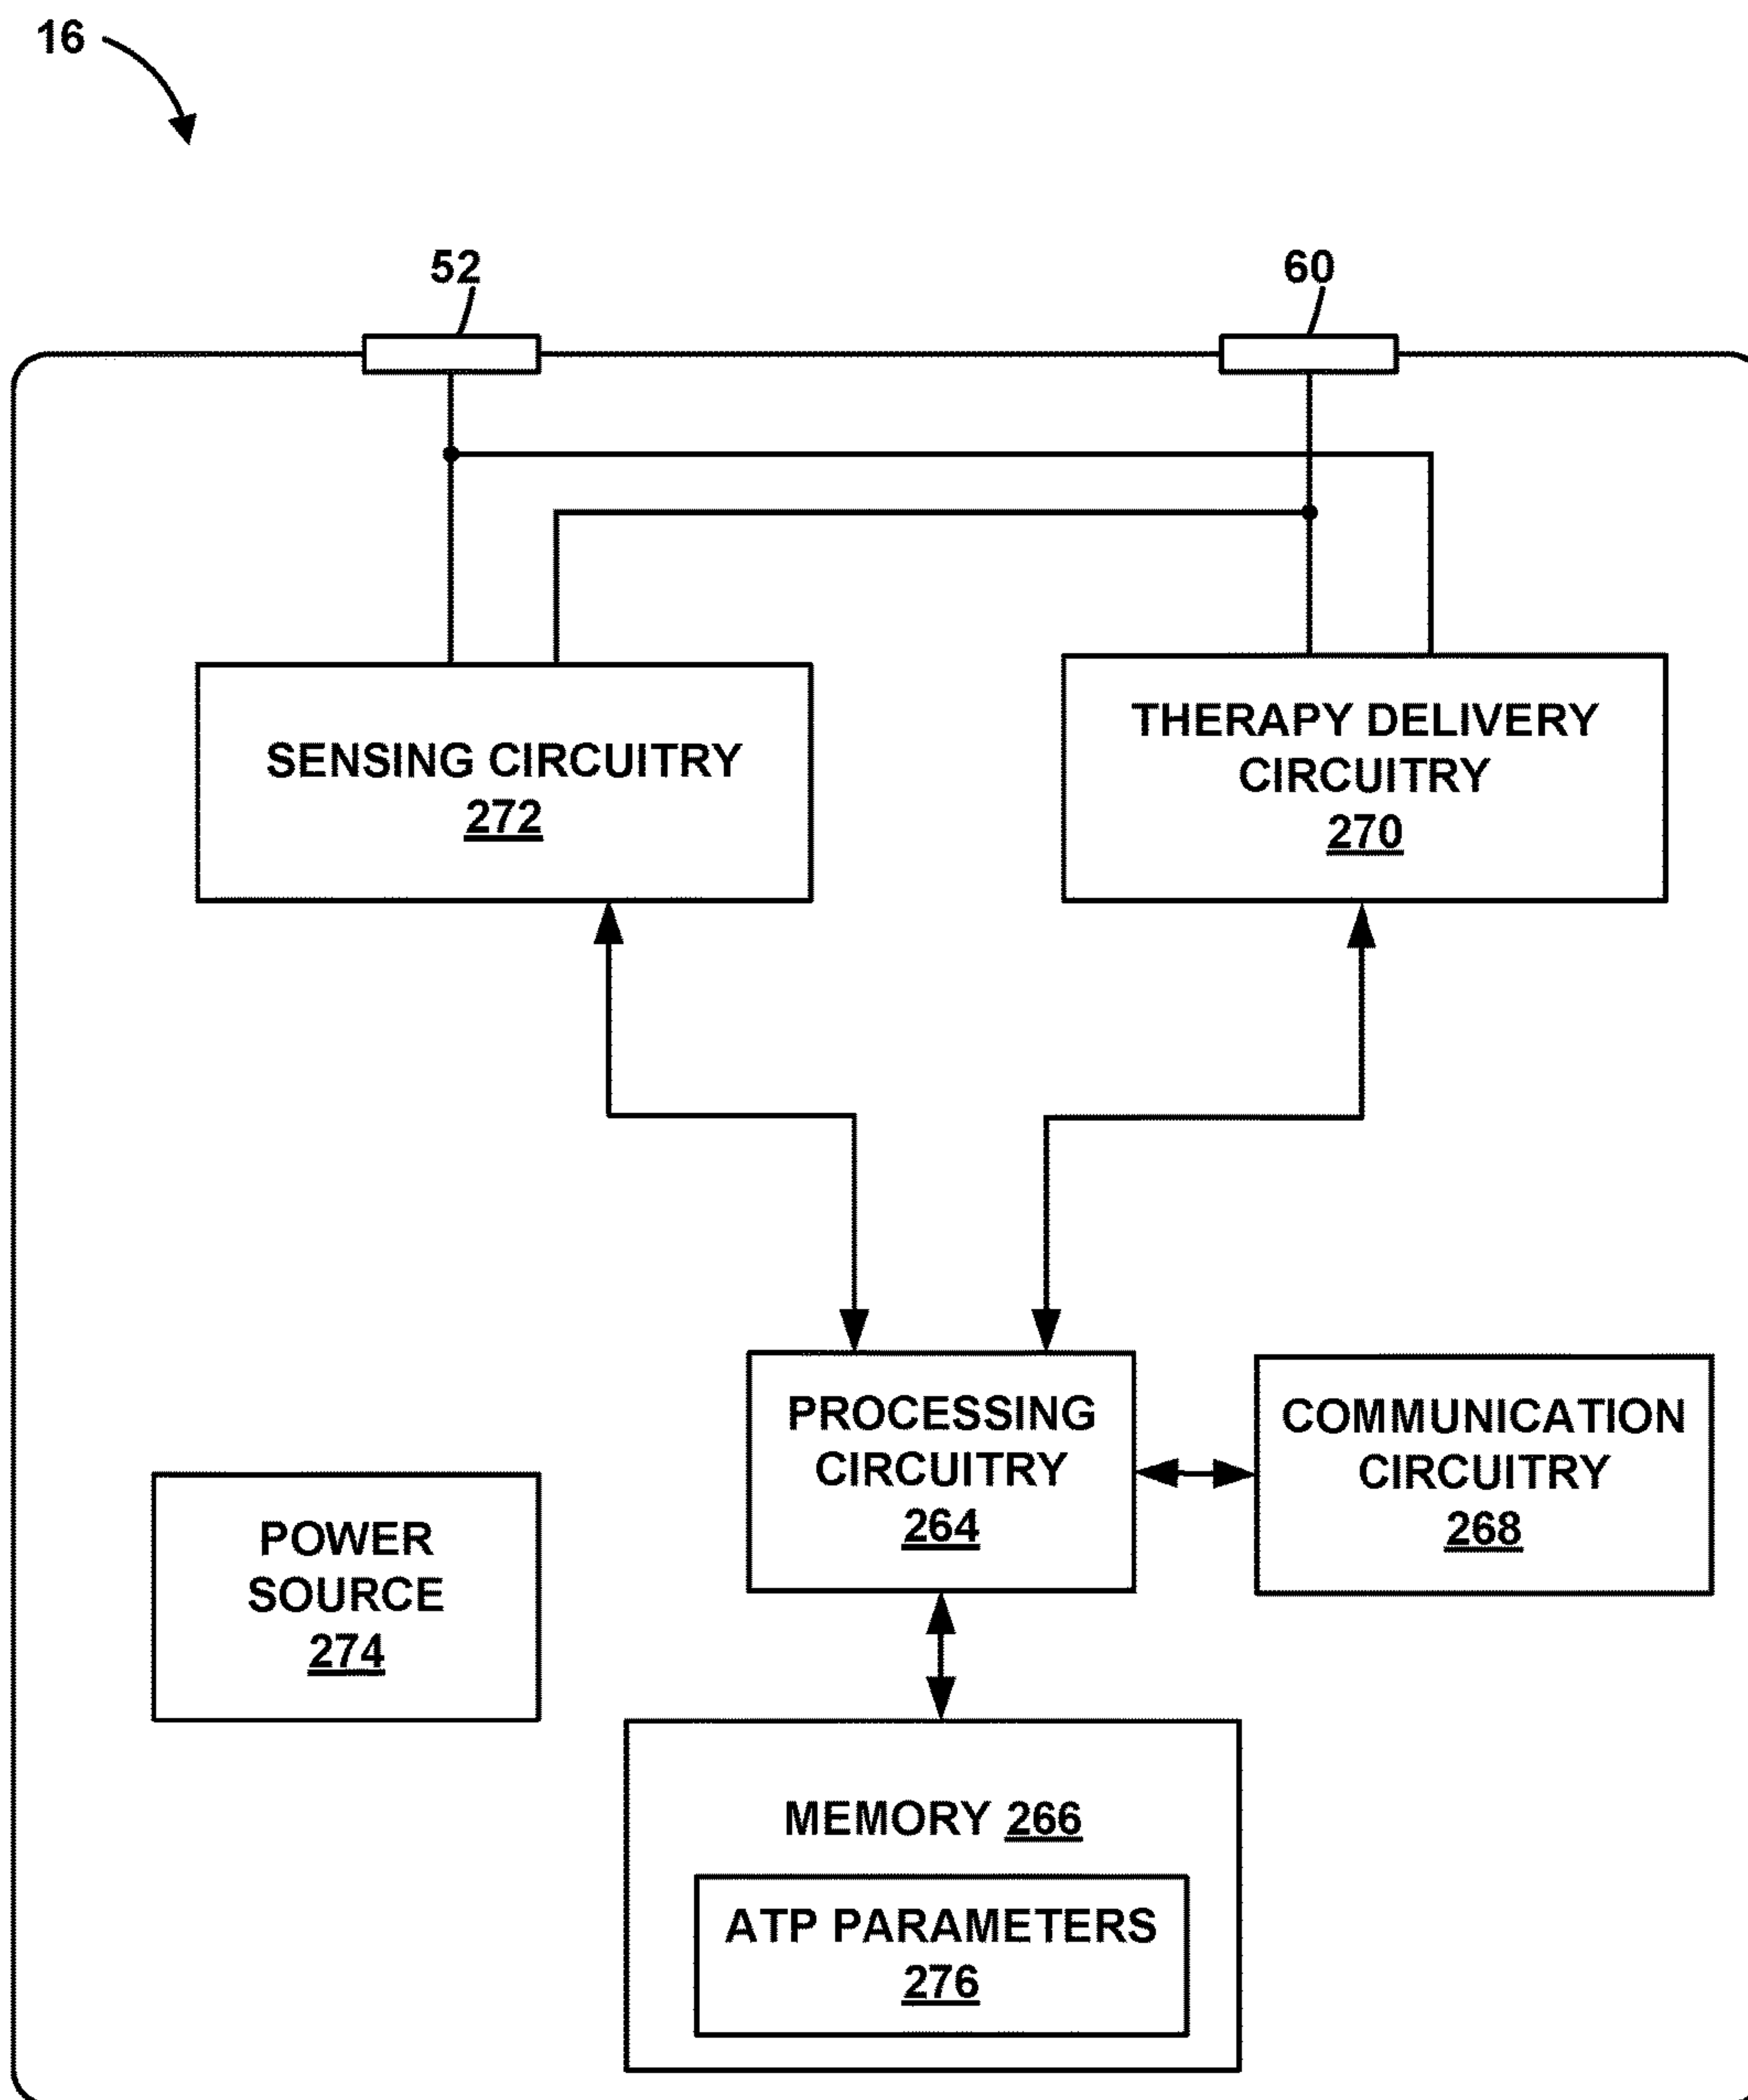 16
52
60
SENSING CIRCUITRY
272
THERAPY DELIVERY
CIRCUITRY
270
PROCESSING
CIRCUITRY
264
COMMUNICATION
CIRCUITRY
268
POWER
SOURCE
274
MEMORY 266
ATP PARAMETERS
276